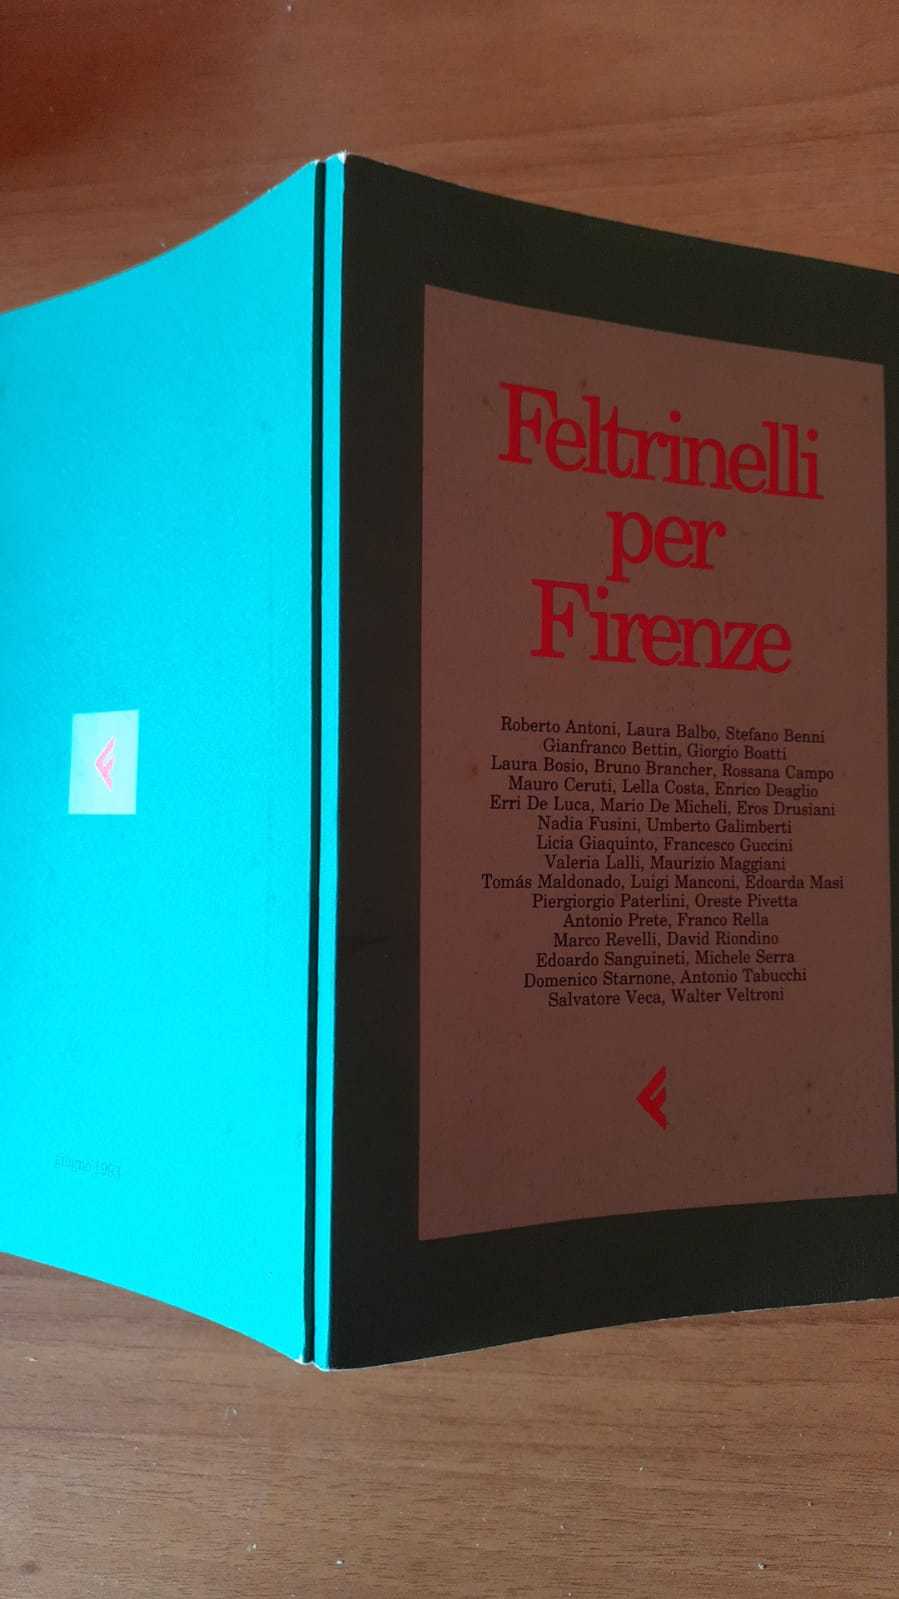 Feltrinelli
per
Firenze
Roberto Antoni, Laura Balbo, Stefano Benni
Gianfranco Bettin, Giorgio Boatti
Laura Bosio, Bruno Brancher, Rossana Campo
Mauro Ceruti, Lella Costa, Enrico Deaglio
Erri De Luca, Mario De Micheli, Eros Drusiani
Nadia Fusini, Umberto Galimberti
Licia Giaquinto, Francesco Guccini
Valeria Lalli, Maurizio Maggiani
Tomás Maldonado, Luigi Manconi, Edoarda Masi
Piergiorgio Paterlini, Oreste Pivetta
Antonio Prete, Franco Rella
Marco Revelli, David Riondino
Edoardo Sanguineti, Michele Serra
Domenico Starnone, Antonio Tabucchi
Salvatore Veca, Walter Veltroni
giugno 1993